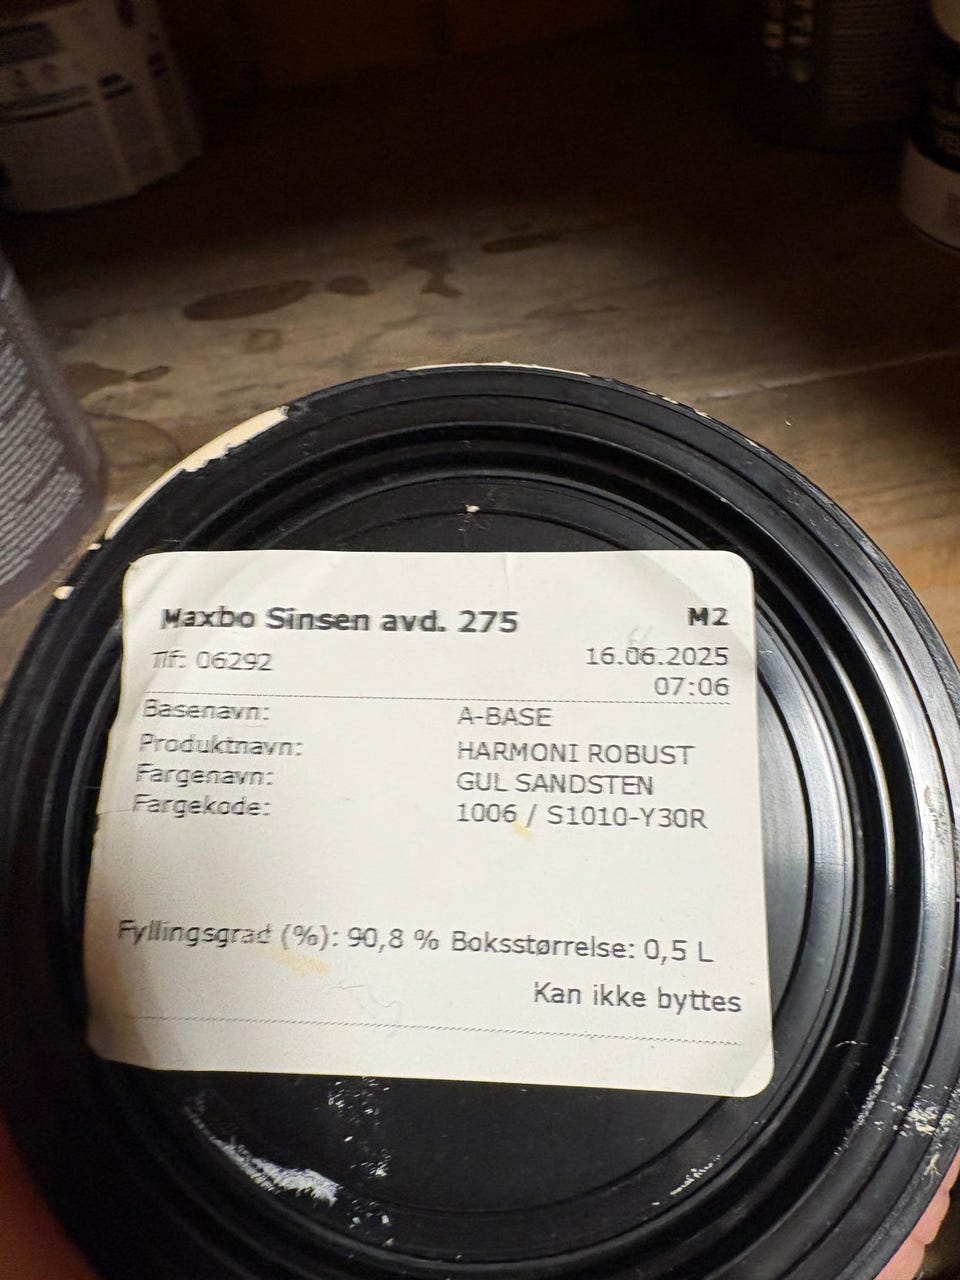 Maxbo Sinsen avd. 275 M2
Tlf: 06292 16.06.2025
07:06
Basenavn: A-BASE
Produktnavn: HARMONI ROBUST
Fargenavn: GUL SANDSTEN
Fargekode: 1006 / S1010-Y30R
Fyllingsgrad (%): 90,8 % Boksstørrelse: 0,5 L
Kan ikke byttes